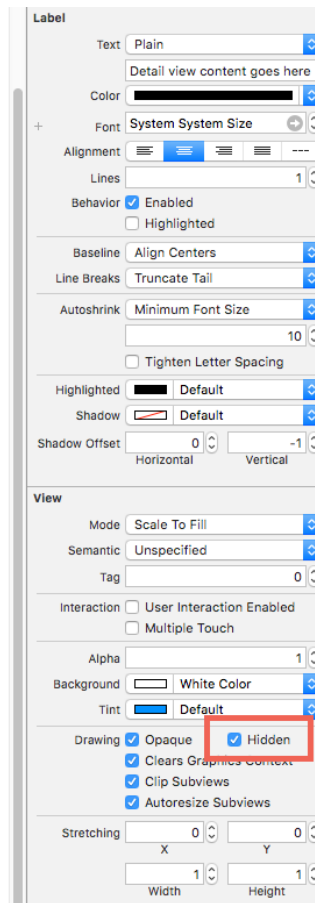 Label
Text Plain
Detail view content goes here
Color
+ Font System System Size
Alignment ---
Lines 1
Behavior Enabled
Highlighted
Baseline Align Centers
Line Breaks Truncate Tail
Autoshrink Minimum Font Size
10
Tighten Letter Spacing
Highlighted Default
Shadow Default
Shadow Offset 0 -1
Horizontal Vertical
View
Mode Scale To Fill
Semantic Unspecified
Tag 0
Interaction User Interaction Enabled
Multiple Touch
Alpha 1
Background White Color
Tint Default
Drawing Opaque Hidden
Clears Graphics Context
Clip Subviews
Autoresize Subviews
Stretching 0 0
X Y
1 1
Width Height